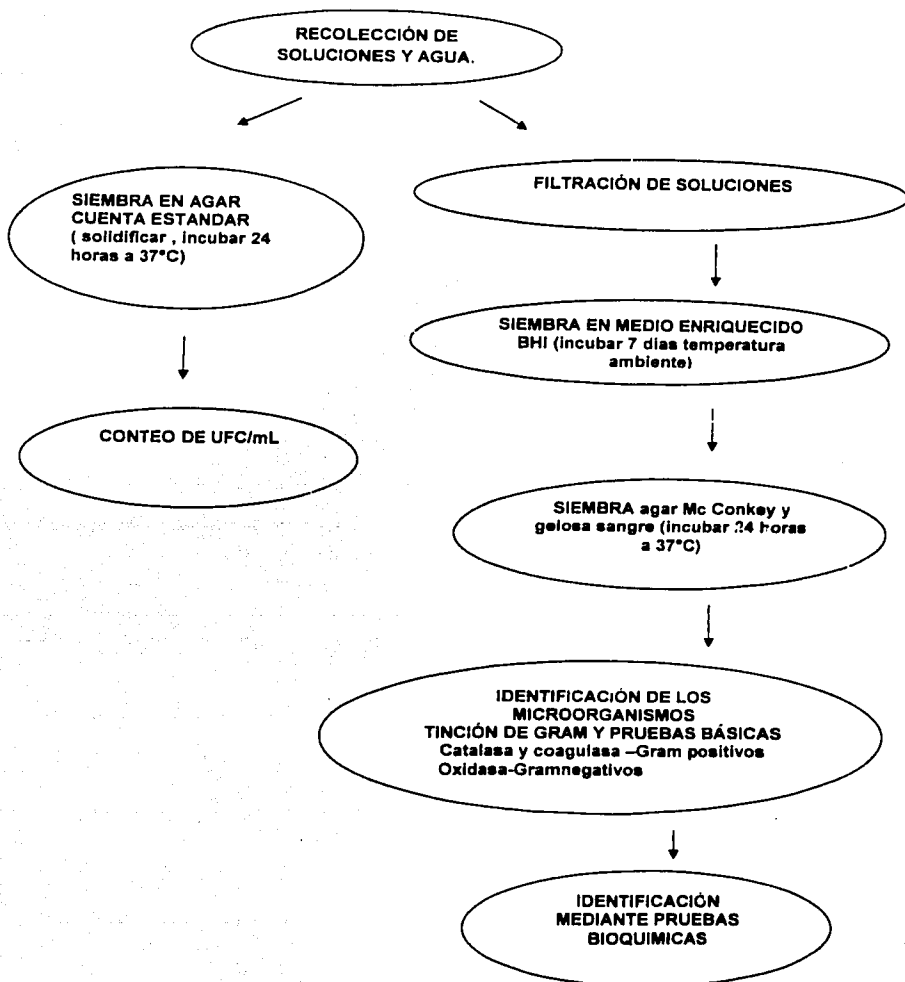 RECOLECCIÓN DE
SOLUCIONES Y AGUA.
SIEMBRA EN AGAR
CUENTA ESTANDAR
( solidificar , incubar 24
horas a 37°C)
CONTEO DE UFC/mL
FILTRACIÓN DE SOLUCIONES
SIEMBRA EN MEDIO ENRIQUECIDO
BHI (incubar 7 dias temperatura
ambiente)
SIEMBRA agar Mc Conkey y
gelosa sangre (incubar 24 horas
a 37°C)
IDENTIFICACIÓN DE LOS
MICROORGANISMOS
TINCIÓN DE GRAM Y PRUEBAS BÁSICAS
Catalasa y coagulasa –Gram positivos
Oxidasa-Gramnegativos
IDENTIFICACIÓN
MEDIANTE PRUEBAS
BIOQUIMICAS